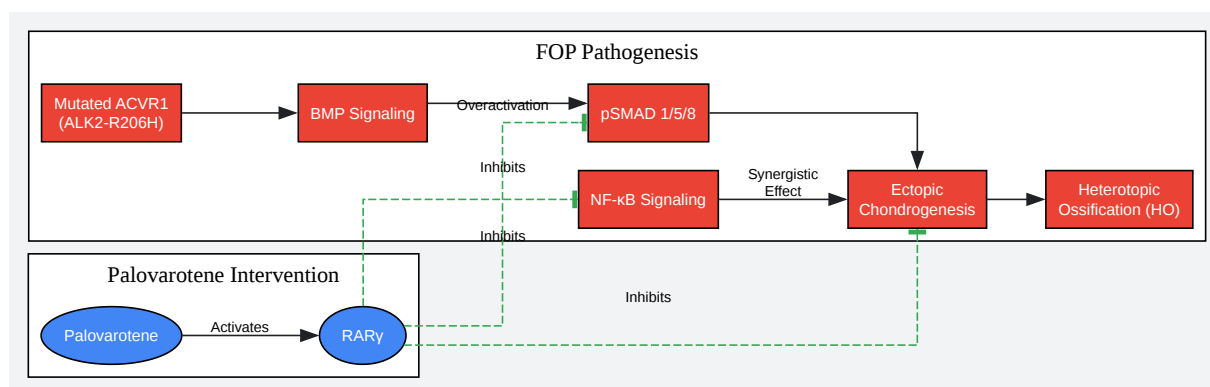 FOP Pathogenesis
Mutated ACVR1
(ALK2-R206H)
BMP Signaling
Overactivation
pSMAD 1/5/8
Inhibits
NF-κB Signaling
Synergistic
Effect
Ectopic
Chondrogenesis
Heterotopic
Ossification (HO)
Inhibits
Palovarotene Intervention
Palovarotene
Activates
RARγ
Inhibits